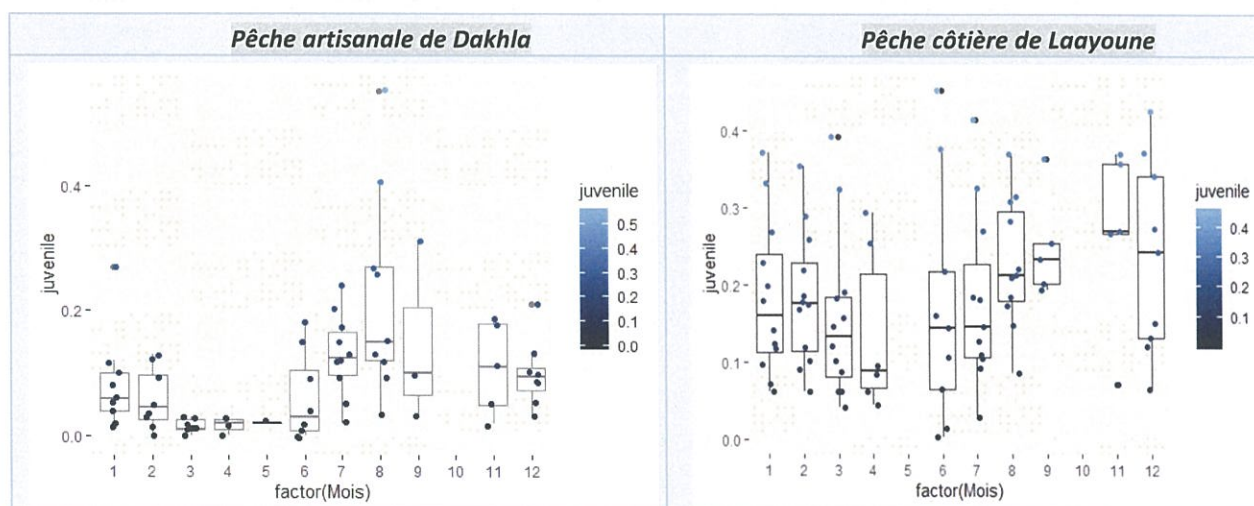 Pêche artisanale de Dakhla
juvenile
0.4
0.2
0.0
1 2 3 4 5 6 7 8 9 10 11 12
factor(Mois)
juvenile
0.5
0.4
0.3
0.2
0.1
0.0
Pêche côtière de Laayoune
juvenile
0.4
0.3
0.2
0.1
0.0
1 2 3 4 5 6 7 8 9 10 11 12
factor(Mois)
juvenile
0.4
0.3
0.2
0.1